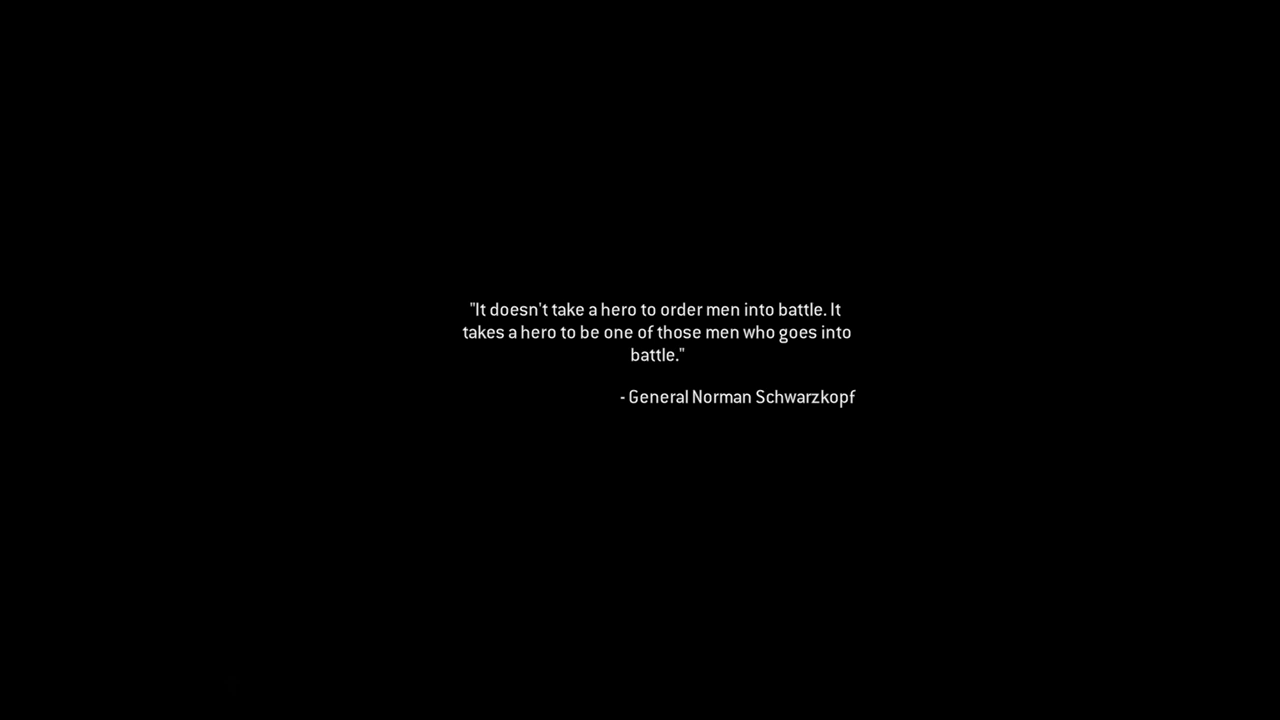 "It doesn't take a hero to order men into battle. It
takes a hero to be one of those men who goes into
battle."
- General Norman Schwarzkopf